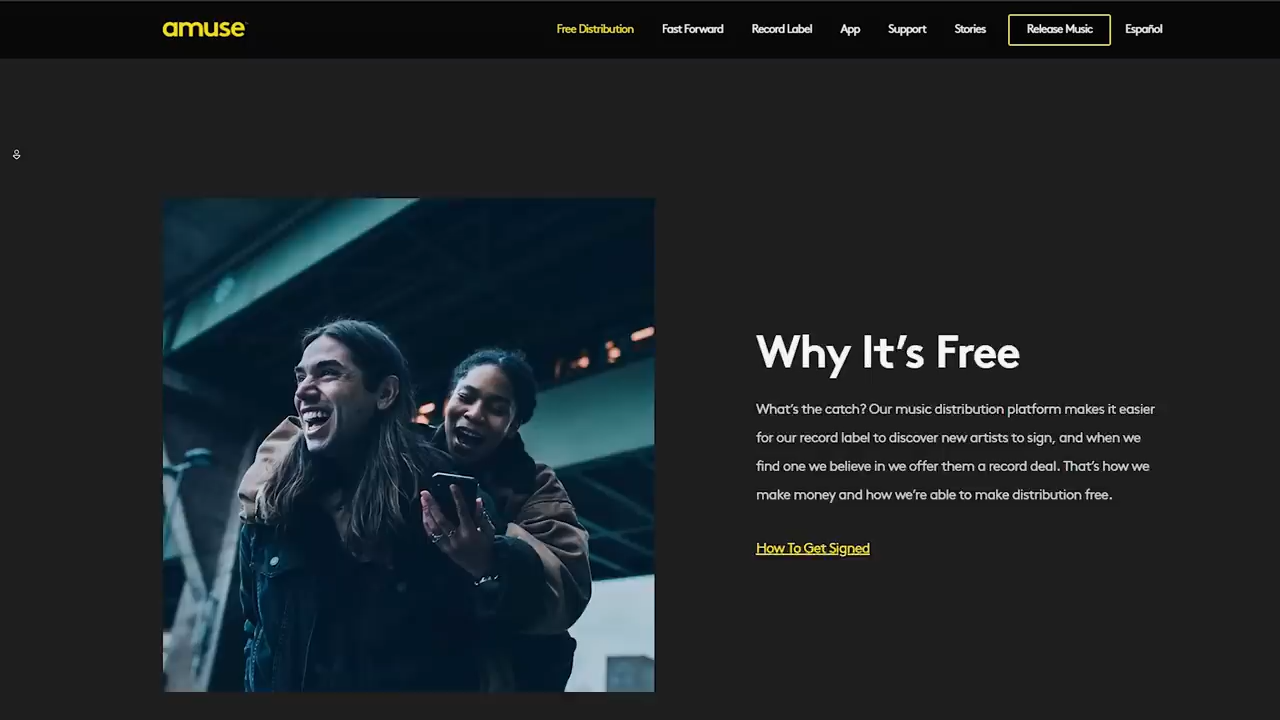 amuse
Free Distribution
Fast Forward
Record Label
App
Support
Stories
Release Music
Español
Why It's Free
What's the catch? Our music distribution platform makes it easier
for our record label to discover new artists to sign, and when we
find one we believe in we offer them a record deal. That's how we
make money and how we're able to make distribution free.
How To Get Signed